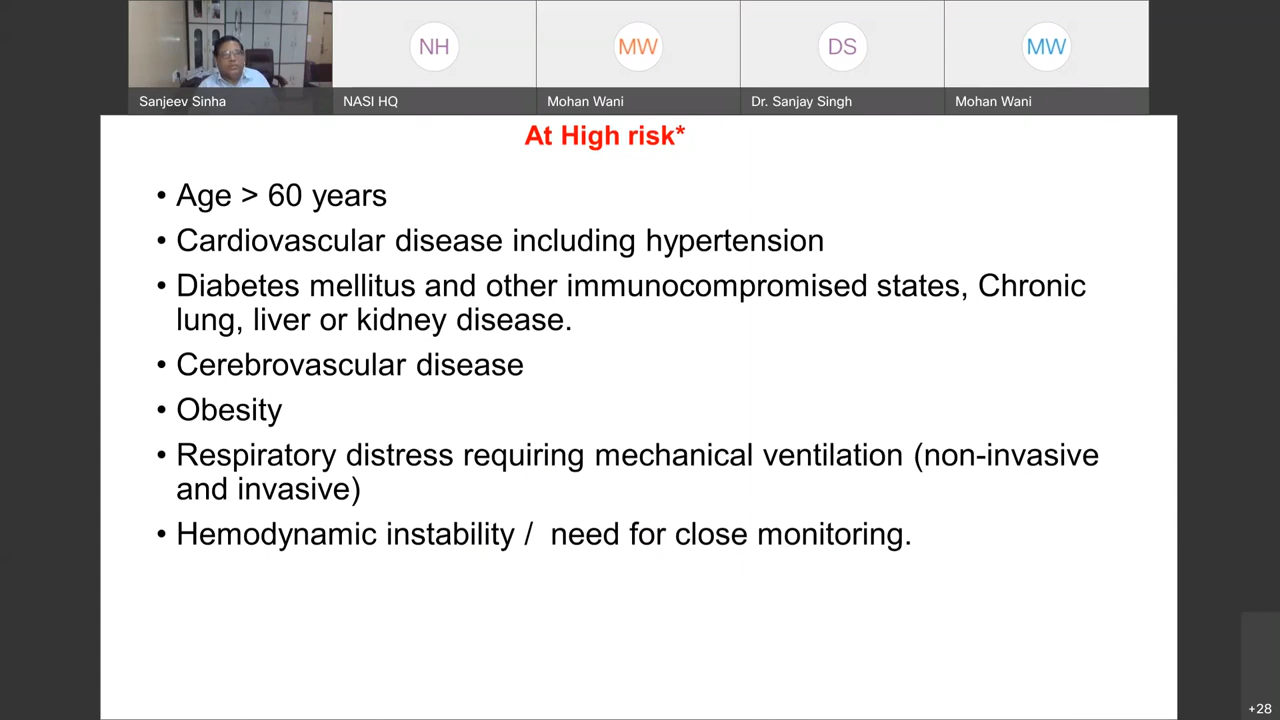 NH
MW
DS
MW
Sanjeev Sinha
NASI HQ
Mohan Wani
Dr. Sanjay Singh
Mohan Wani
At High risk*
• Age > 60 years
• Cardiovascular disease including hypertension
• Diabetes mellitus and other immunocompromised states, Chronic
lung, liver or kidney disease.
• Cerebrovascular disease
• Obesity
• Respiratory distress requiring mechanical ventilation (non-invasive
and invasive)
• Hemodynamic instability /  need for close monitoring.
+28